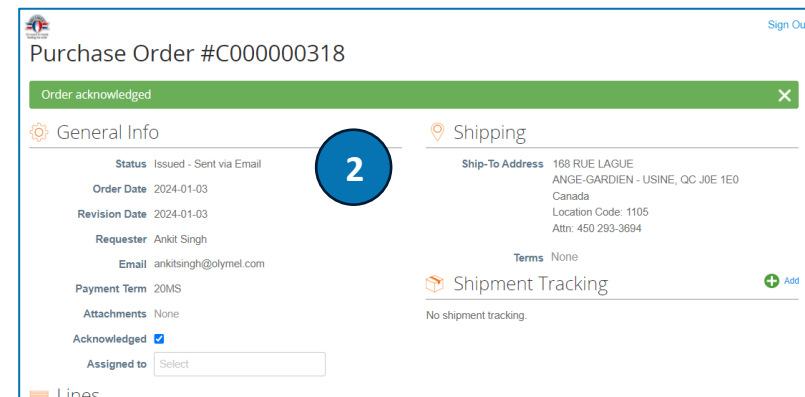 Sign Ou
Purchase Order #C000000318
Order acknowledged
General Info
2
Status Issued - Sent via Email
Order Date 2024-01-03
Revision Date 2024-01-03
Requester Ankit Singh
Email ankitsingh@olymel.com
Payment Term 20MS
Attachments None
Acknowledged
Assigned to Select
Shipping
Ship-To Address 168 RUE LAGUE
ANGE-GARDIEN - USINE, QC J0E 1E0
Canada
Location Code: 1105
Attn: 450 293-3694
Terms None
Shipment Tracking
Add
No shipment tracking.
Lines